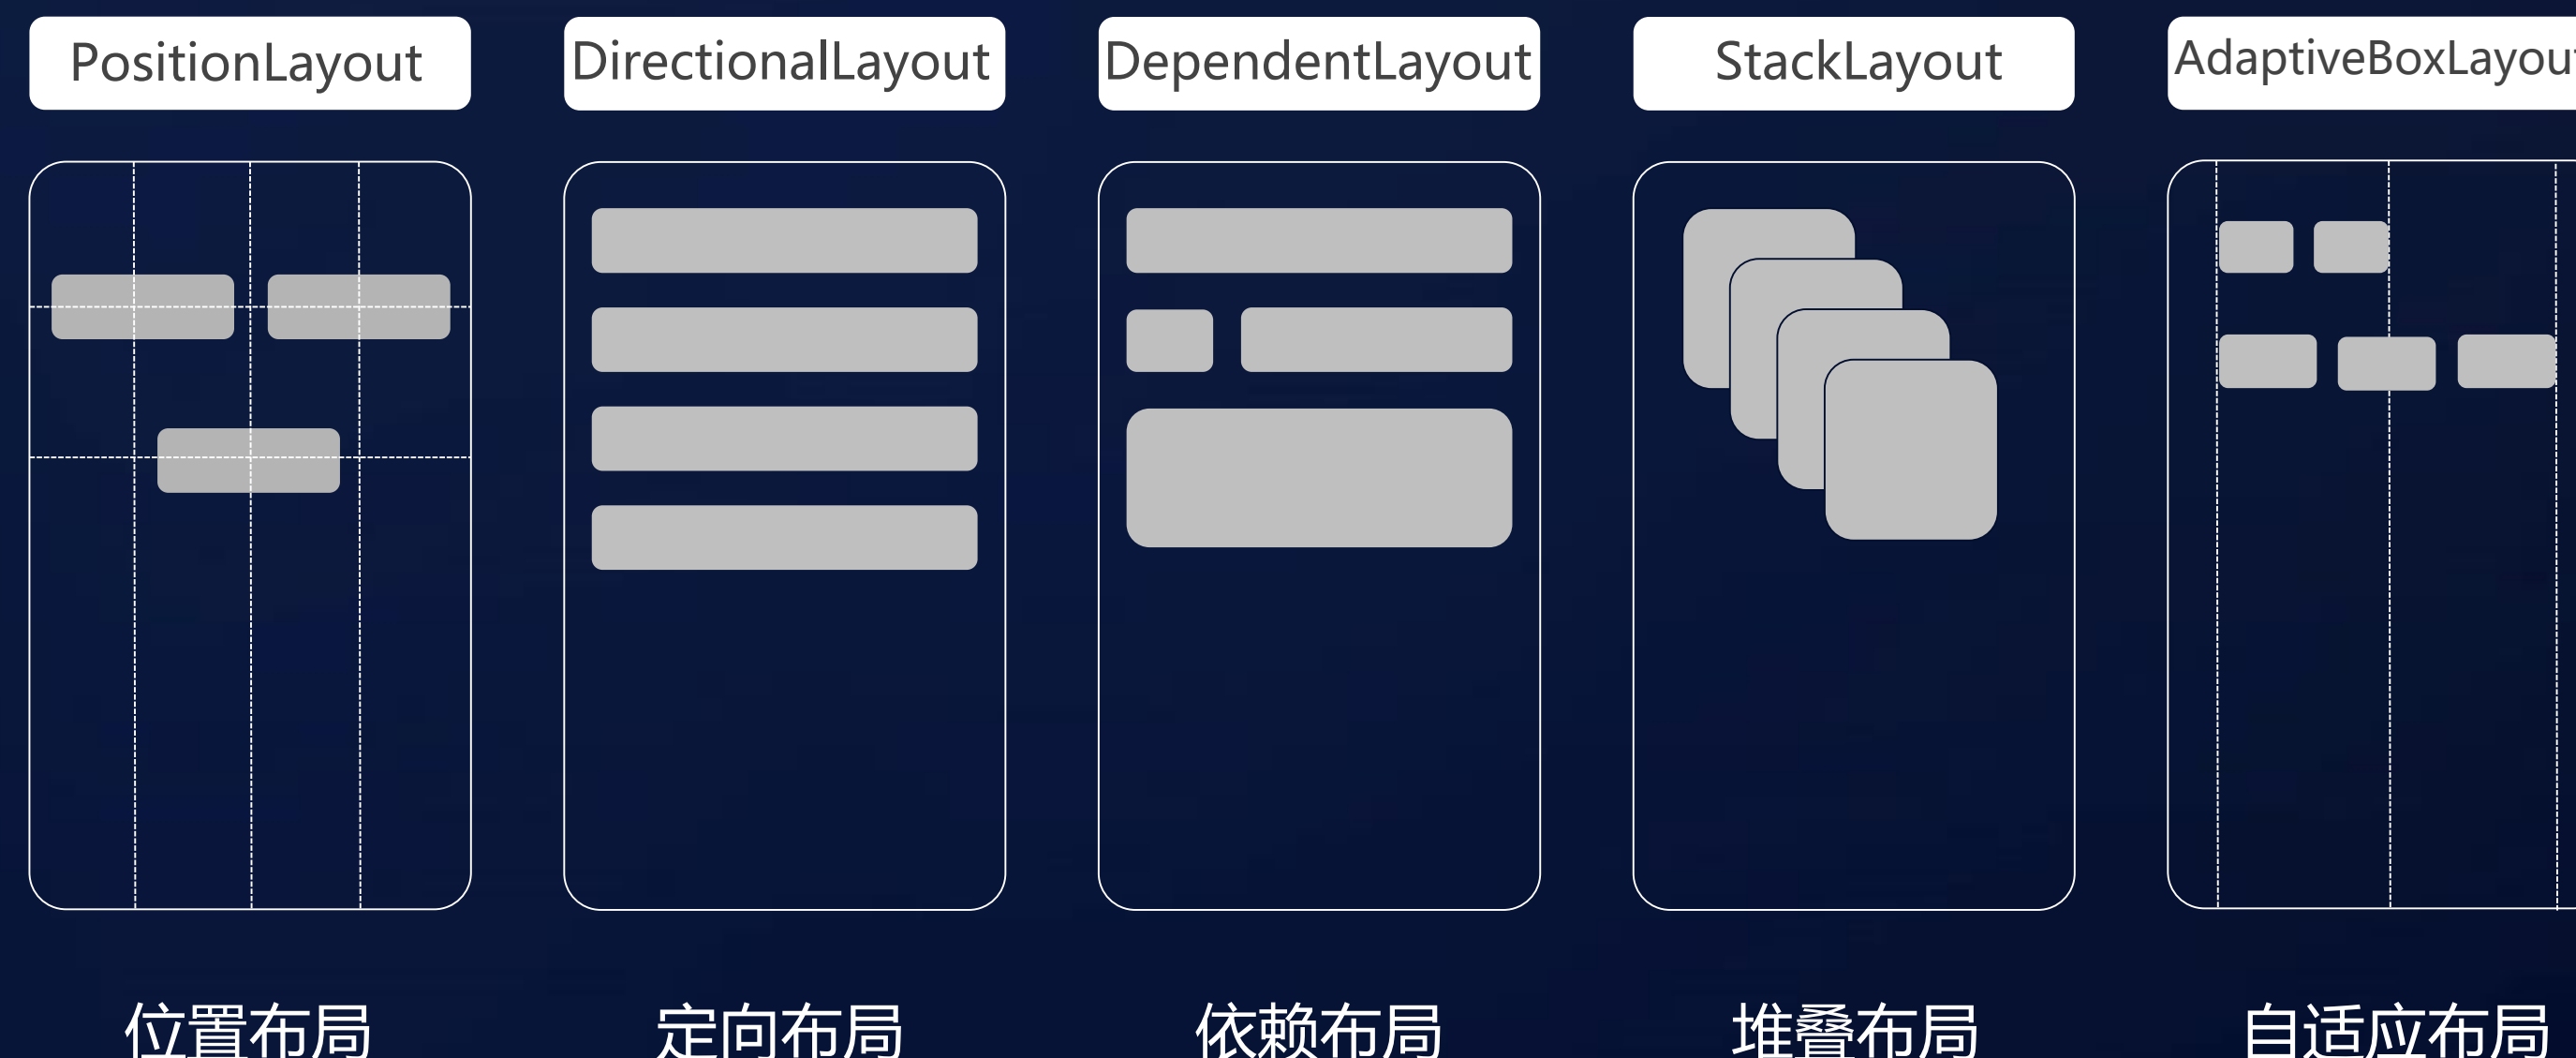 PositionLayout
DirectionalLayout
DependentLayout
StackLayout
AdaptiveBoxLayout
位置布局
定向布局
依赖布局
堆叠布局
自适应布局